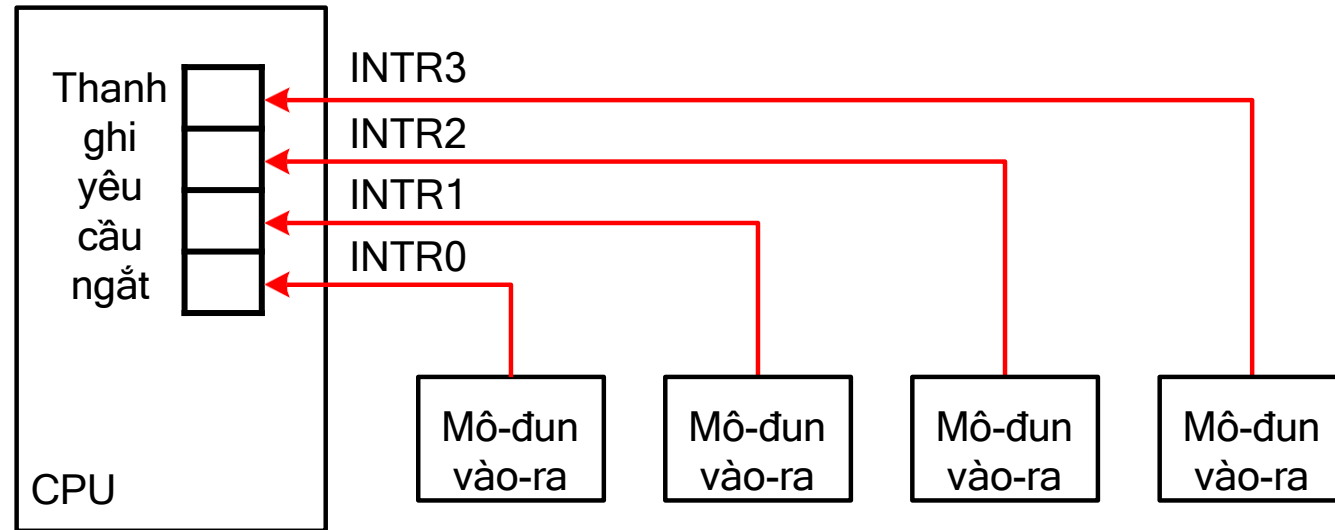 Thanh
ghi
yêu
cầu
ngắt
INTR3
INTR2
INTR1
INTR0
CPU
Mô-đun
vào-ra
Mô-đun
vào-ra
Mô-đun
vào-ra
Mô-đun
vào-ra